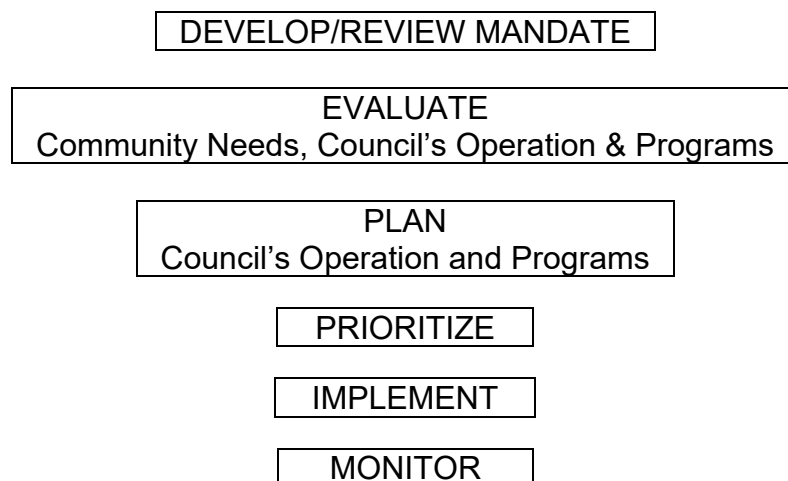 DEVELOP/REVIEW MANDATE
EVALUATE
Community Needs, Council’s Operation & Programs
PLAN
Council’s Operation and Programs
PRIORITIZE
IMPLEMENT
MONITOR